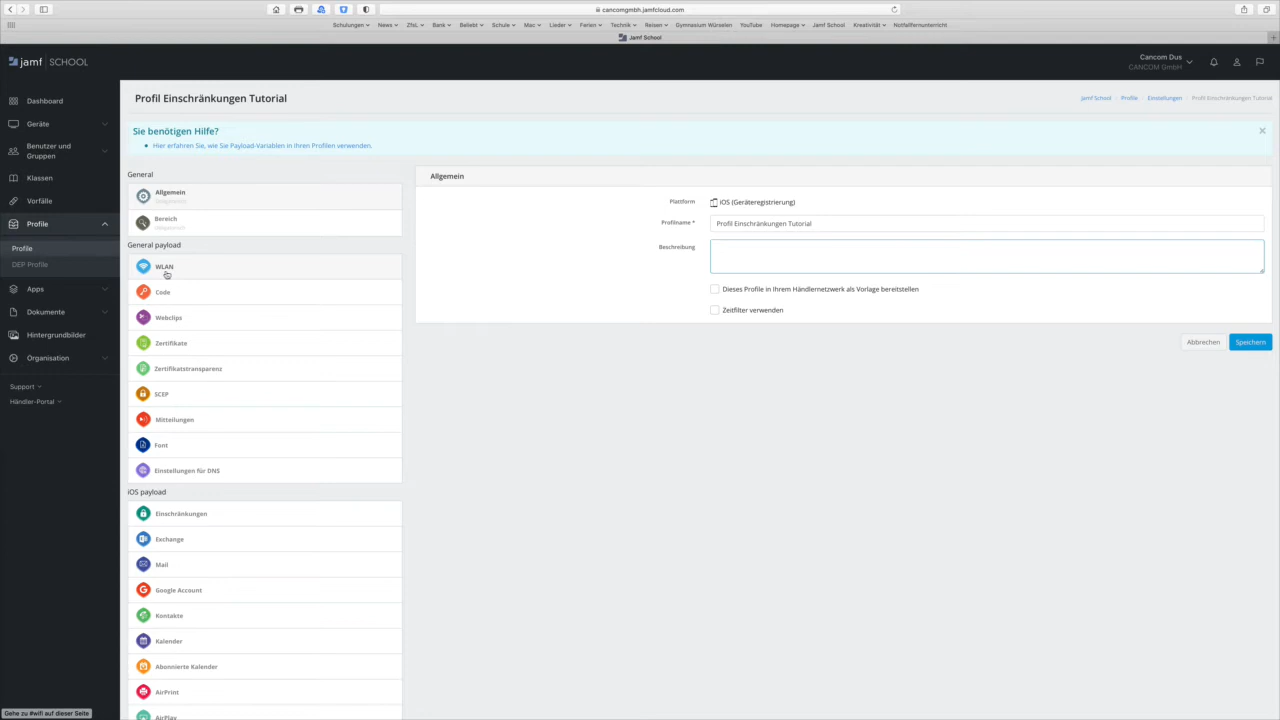 cancomgmbh.jamfcloud.com
Schulungen News ZfsL Bank Beliebt Schule Mac Lieder Ferien Technik Reisen Gymnasium Würselen YouTube Homepage Jamf School Kreativität Notfallfernunterricht
Jamf School
jamf SCHOOL
Cancom Dus
CANCOM GmbH
Dashboard
Geräte
Benutzer und
Gruppen
Klassen
Vorfälle
Profile
Profile
DEP Profile
Apps
Dokumente
Hintergrundbilder
Organisation
Support
Händler-Portal
Profil Einschränkungen Tutorial
Jamf School Profile Einstellungen Profil Einschränkungen Tutorial
Sie benötigen Hilfe?
Hier erfahren Sie, wie Sie Payload-Variablen in Ihren Profilen verwenden.
General
Allgemein
Bereich
General payload
WLAN
Code
Webclips
Zertifikate
Zertifikatstransparenz
SCEP
Mitteilungen
Font
Einstellungen für DNS
iOS payload
Einschränkungen
Exchange
Mail
Google Account
Kontakte
Kalender
Abonnierte Kalender
AirPrint
AirPlay
Allgemein
Plattform iOS (Geräteregistrierung)
Profilname * Profil Einschränkungen Tutorial
Beschreibung
Dieses Profile in Ihrem Händlernetzwerk als Vorlage bereitstellen
Zeitfilter verwenden
Abbrechen Speichern
Gehe zu #wifi auf dieser Seite